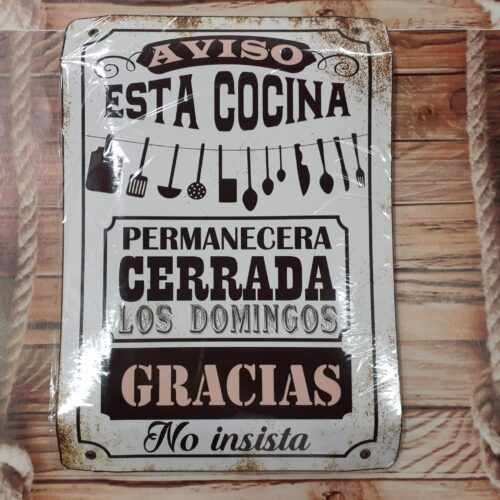 AVISO
ESTA COCINA
PERMANECERA
CERRADA
LOS DOMINGOS
GRACIAS
No insista